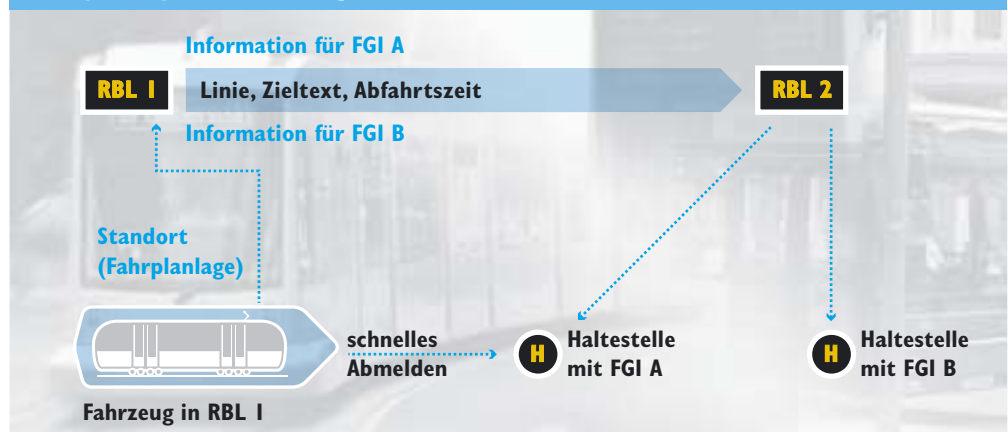 Information für FGI A
RBL 1
Linie, Zieltext, Abfahrtszeit
RBL 2
Information für FGI B
Standort
(Fahrplanlage)
schnelles
Abmelden
H
Haltestelle
mit FGI A
H
Haltestelle
mit FGI B
Fahrzeug in RBL 1